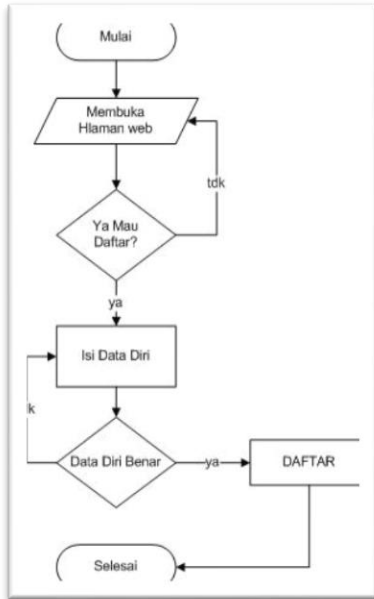 Mulai
Membuka
Hlaman web
tdk
Ya Mau
Daftar?
ya
Isi Data Diri
k
Data Diri Benar
ya
DAFTAR
Selesai